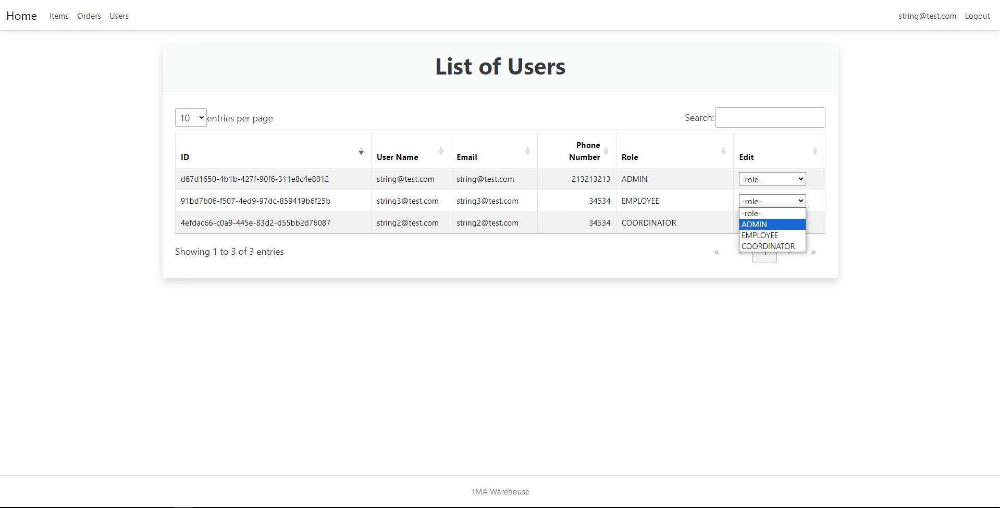 Home Items Orders Users string@test.com Logout
List of Users
10 entries per page Search:
ID User Name Email Phone Number Role Edit
d67d1650-4b1b-427f-90f6-311e8c4e8012 string@test.com string@test.com 213213213 ADMIN -role-
91bd7b06-f507-4ed9-97dc-859419b6f25b string3@test.com string3@test.com 34534 EMPLOYEE -role-
-role-
4efdac66-c0a9-445e-83d2-d55bb2d76087 string2@test.com string2@test.com 34534 COORDINATOR ADMIN
EMPLOYEE
COORDINATOR
Showing 1 to 3 of 3 entries « »
TMA Warehouse